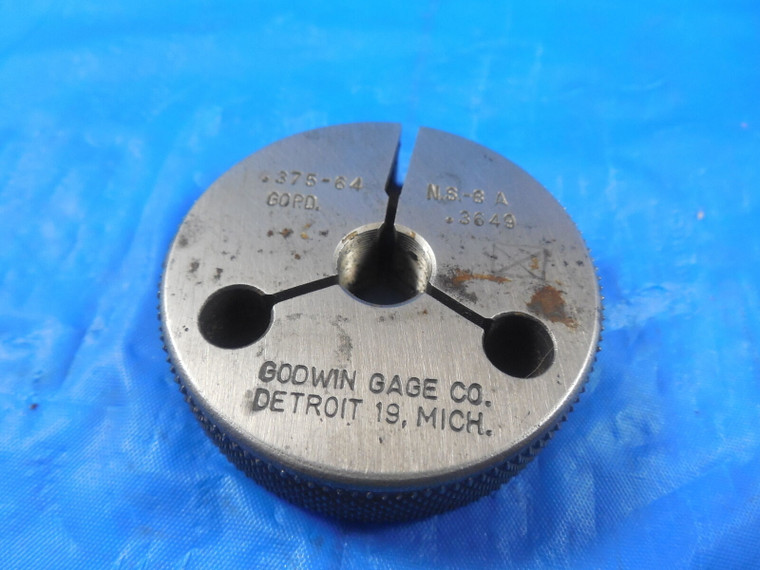 .375-64
GOPD.
N.S.-3 A
.3649
GODWIN GAGE CO.
DETROIT 19, MICH.